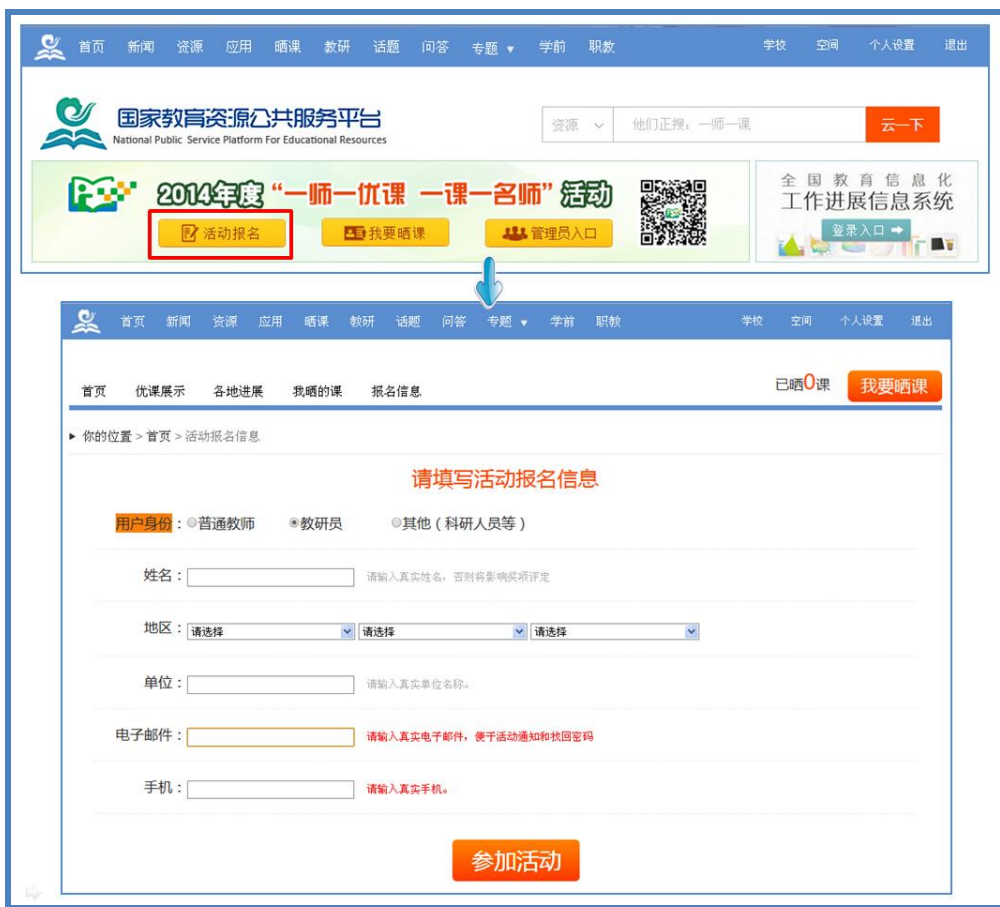 首页 新闻 资源 应用 晒课 教研 话题 问答 专题 ▼ 学前 职教 学校 空间 个人设置 退出
国家教育资源公共服务平台
National Public Service Platform For Educational Resources
资源 他们正搜：一师一课 云一下
2014年度“一师一优课 一课一名师”活动
活动报名 我要晒课 管理员入口
全国教育信息化
工作进展信息系统
登录入口
首页 新闻 资源 应用 晒课 教研 话题 问答 专题 ▼ 学前 职教 学校 空间 个人设置 退出
首页 优课展示 各地进展 我晒的课 报名信息 已晒0课 我要晒课
你的位置 > 首页 > 活动报名信息
请填写活动报名信息
用户身份：普通教师 教研员 其他（科研人员等）
姓名： 请输入真实姓名，否则将影响奖项评定
地区： 请选择 请选择 请选择
单位： 请输入真实单位名称。
电子邮件： 请输入真实电子邮件，便于活动通知和找回密码
手机： 请输入真实手机。
参加活动